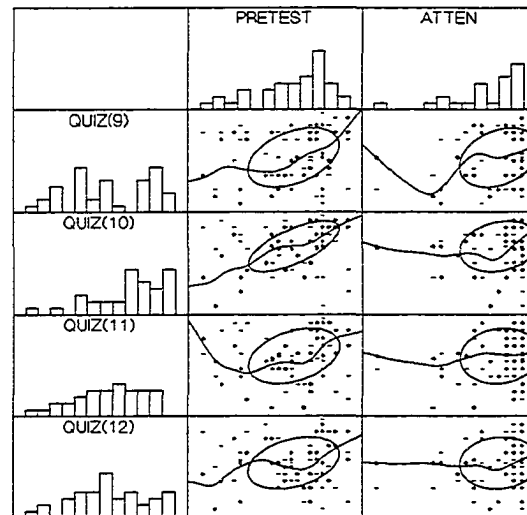 PRETEST ATTEN
QUIZ(9)
QUIZ(10)
QUIZ(11)
QUIZ(12)